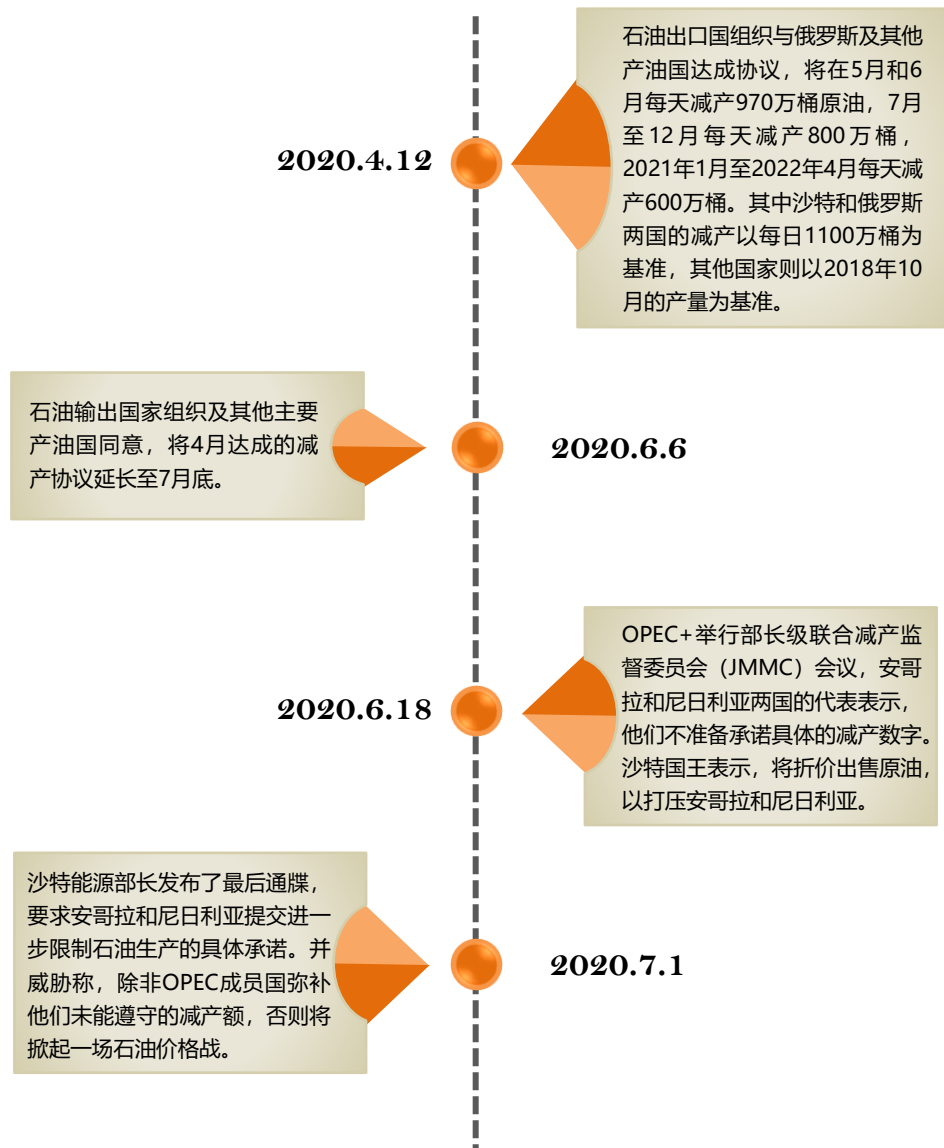 2020.4.12
石油出口国组织与俄罗斯及其他
产油国达成协议，将在5月和6
月每天减产970万桶原油，7月
至12月每天减产800万桶，
2021年1月至2022年4月每天减
产600万桶。其中沙特和俄罗斯
两国的减产以每日1100万桶为
基准，其他国家则以2018年10
月的产量为基准。
石油输出国家组织及其他主要
产油国同意，将4月达成的减
产协议延长至7月底。
2020.6.6
2020.6.18
OPEC+举行部长级联合减产监
督委员会（JMMC）会议，安哥
拉和尼日利亚两国的代表表示，
他们不准备承诺具体的减产数字。
沙特国王表示，将折价出售原油，
以打压安哥拉和尼日利亚。
沙特能源部长发布了最后通牒，
要求安哥拉和尼日利亚提交进一
步限制石油生产的具体承诺。并
威胁称，除非OPEC成员国弥补
他们未能遵守的减产额，否则将
掀起一场石油价格战。
2020.7.1